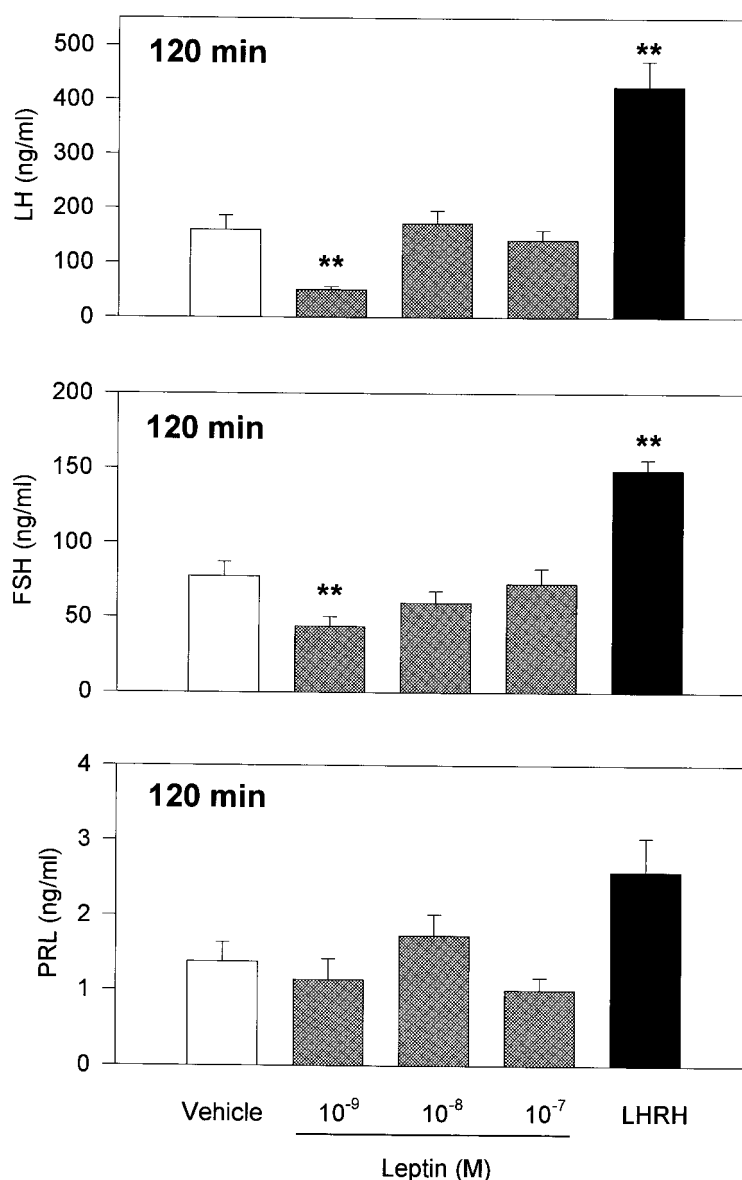 120 min
LH (ng/ml)
500
400
300
200
100
0
**
**
120 min
FSH (ng/ml)
200
150
100
50
0
**
**
120 min
PRL (ng/ml)
4
3
2
1
0
Vehicle 10⁻⁹ 10⁻⁸ 10⁻⁷ LHRH
Leptin (M)